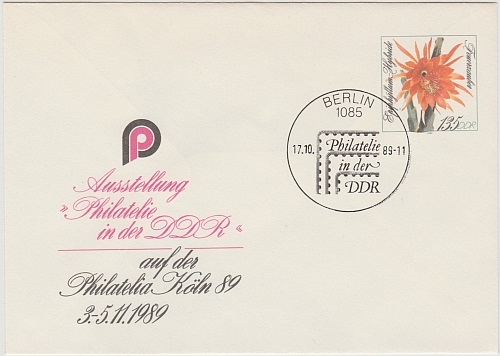 Epiphyllum-Hybride
Franzensbe
135 DDR
BERLIN
1085
17.10. 89-11
Philatelie
in der
DDR
P
Ausstellung
»Philatelie
in der DDR«
auf der
Philatelia Köln 89
3.-5.11.1989